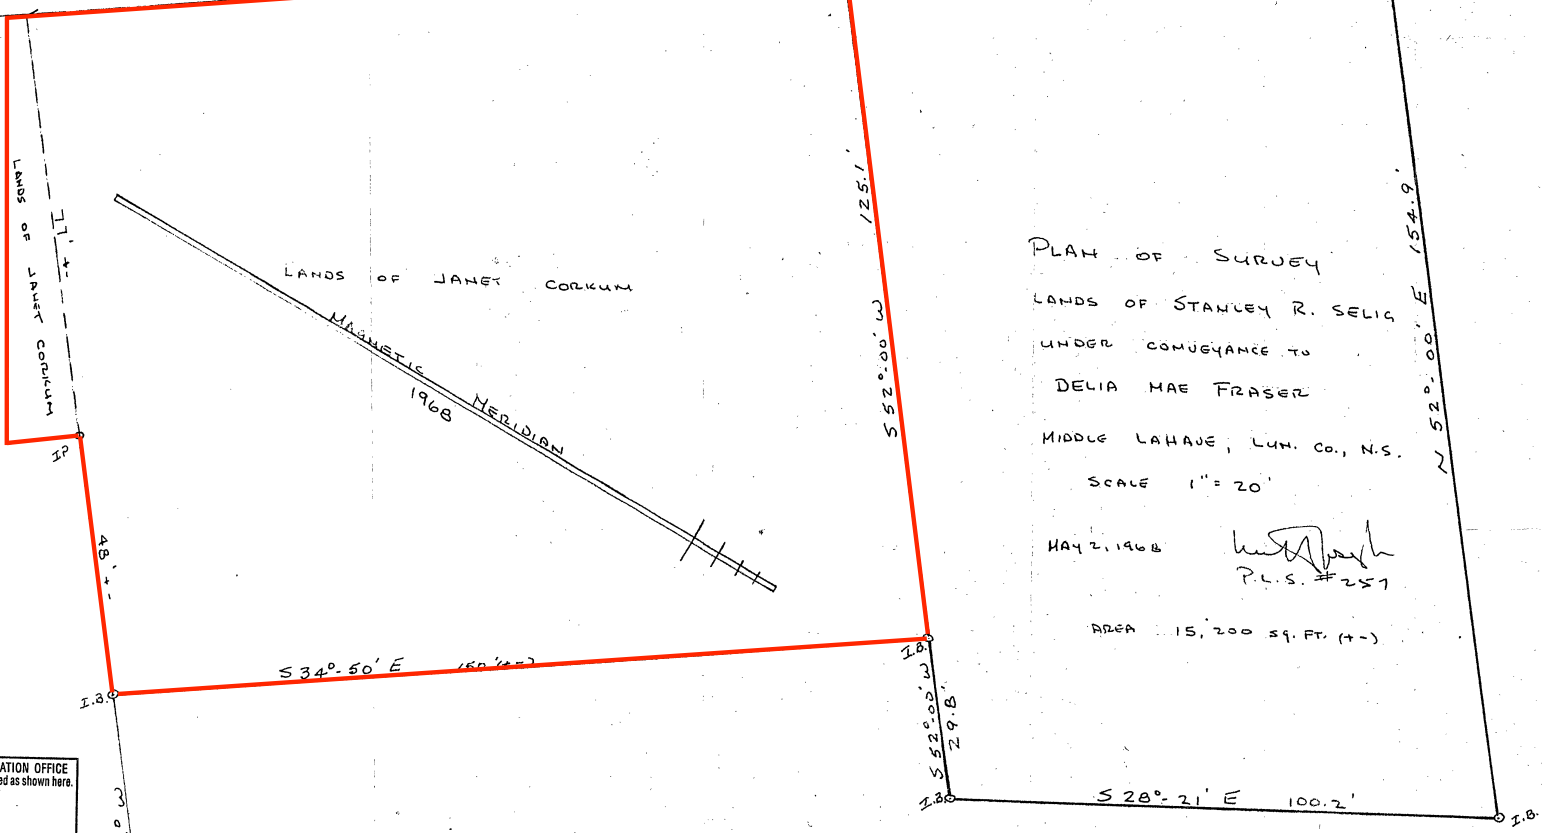 LANDS OF JANET CORKUM
77' +-
IP
48' +-
LANDS OF JANET CORKUM
MAGNETIC MERIDIAN
1968
125.1'
S 52°-00' W
S 34°-50' E 150'(+-)
I.B.
I.B.
S 52°-00' W
29.8'
I.B.
S 28°-21' E 100.2'
I.B.
N 52°-00' E 154.9'
PLAN OF SURVEY
LANDS OF STANLEY R. SELIG
UNDER CONVEYANCE TO
DELIA MAE FRASER
MIDDLE LAHAVE, LUN. CO., N.S.
SCALE 1" = 20'
MAY 2, 1968
P.L.S. #257
AREA 15,200 SQ. FT. (+-)
ATION OFFICE
ed as shown here.
30